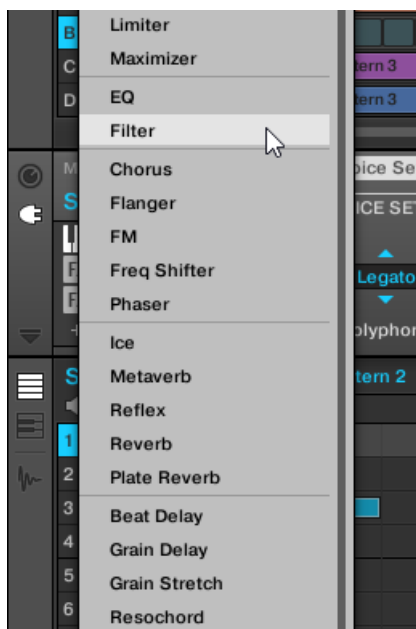 B
Limiter
C
Maximizer
tern 3
D
EQ
tern 3
Filter
M
Chorus
oice Se
S
Flanger
ICE SE
FM
F
Freq Shifter
Legato
F
Phaser
+
olyphon
Ice
S
Metaverb
tern 2
Reflex
1
Reverb
2
Plate Reverb
3
Beat Delay
4
Grain Delay
5
Grain Stretch
6
Resochord